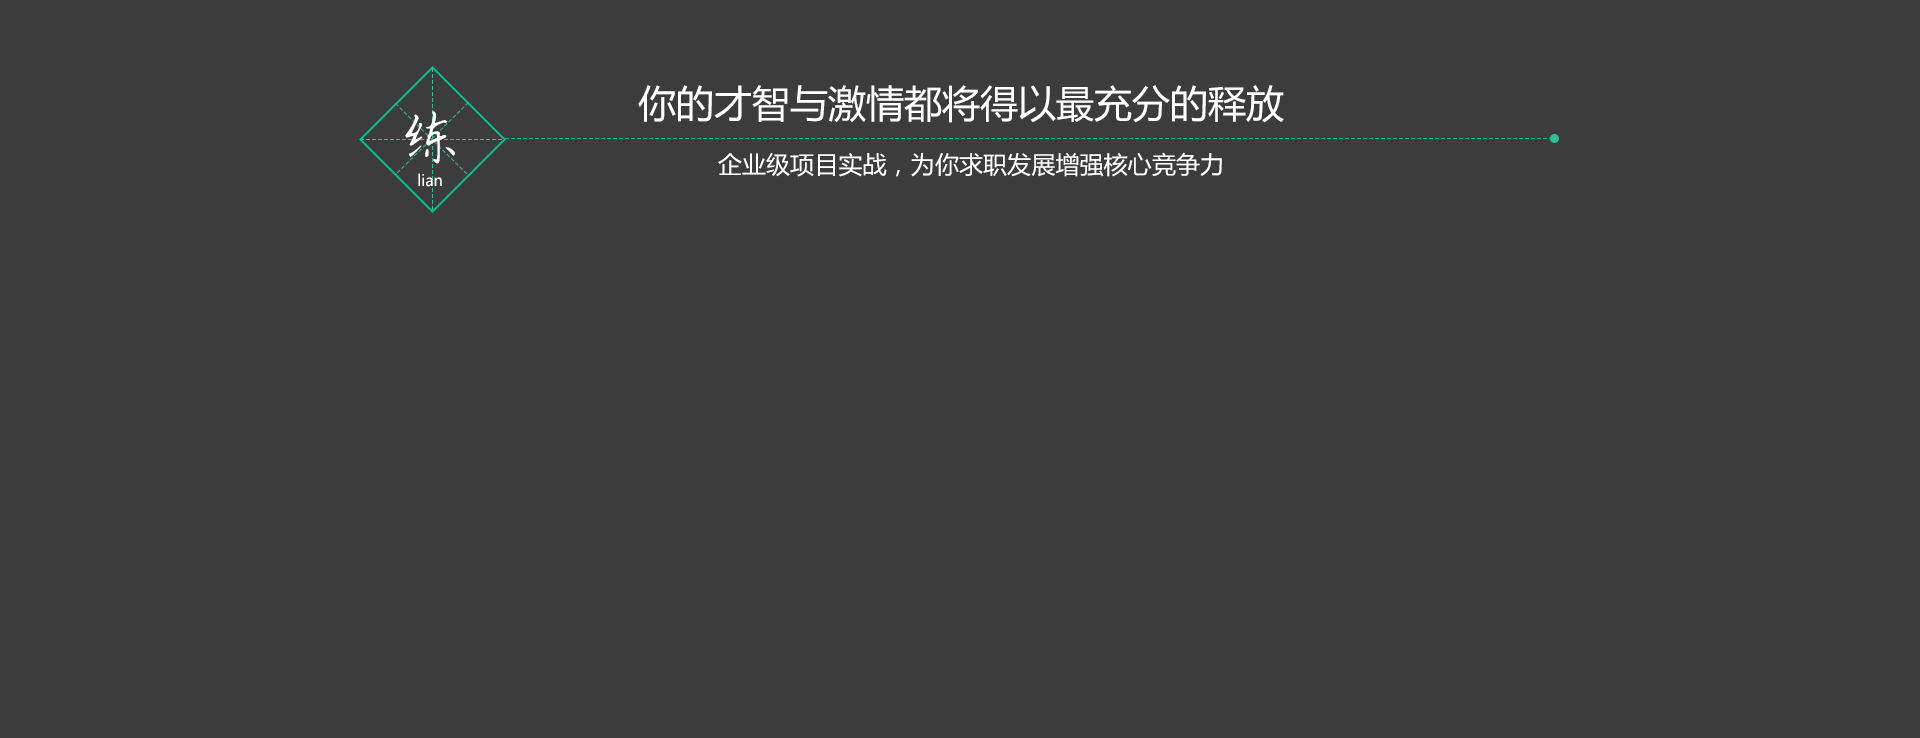 练
lian
你的才智与激情都将得以最充分的释放
企业级项目实战，为你求职发展增强核心竞争力